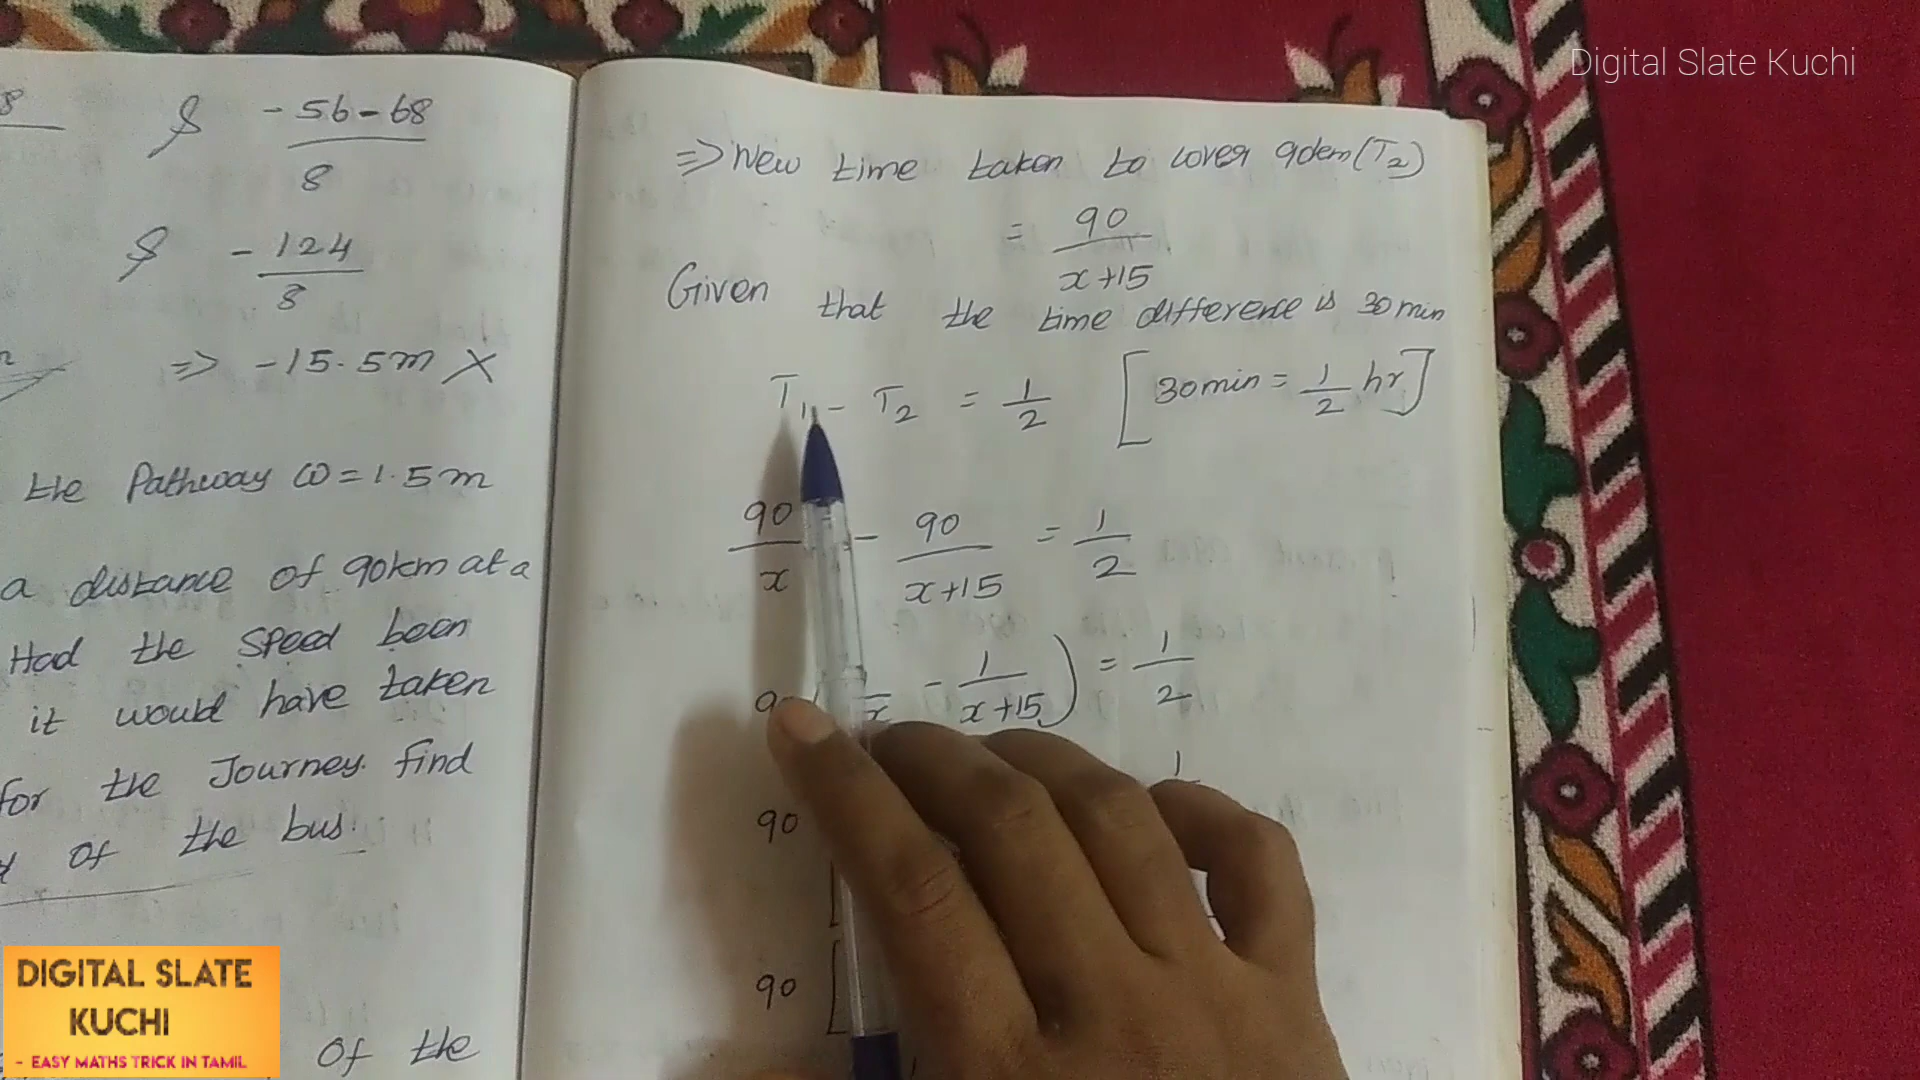 $ -56-68
8
$ -124
8
=> -15.5m X
the Pathway ω=1.5m
a distance of 90km at a
Had the speed been
it would have taken
for the Journey. find
of the bus.
of the
=> New time taken to cover 90km (T2)
= 90
x+15
Given that the time difference is 30 min
T1 - T2 = 1/2 [30min = 1/2 hr]
90/x - 90/x+15 = 1/2
- 1/x+15) = 1/2
90
90 [
Digital Slate Kuchi
DIGITAL SLATE
KUCHI
- EASY MATHS TRICK IN TAMIL